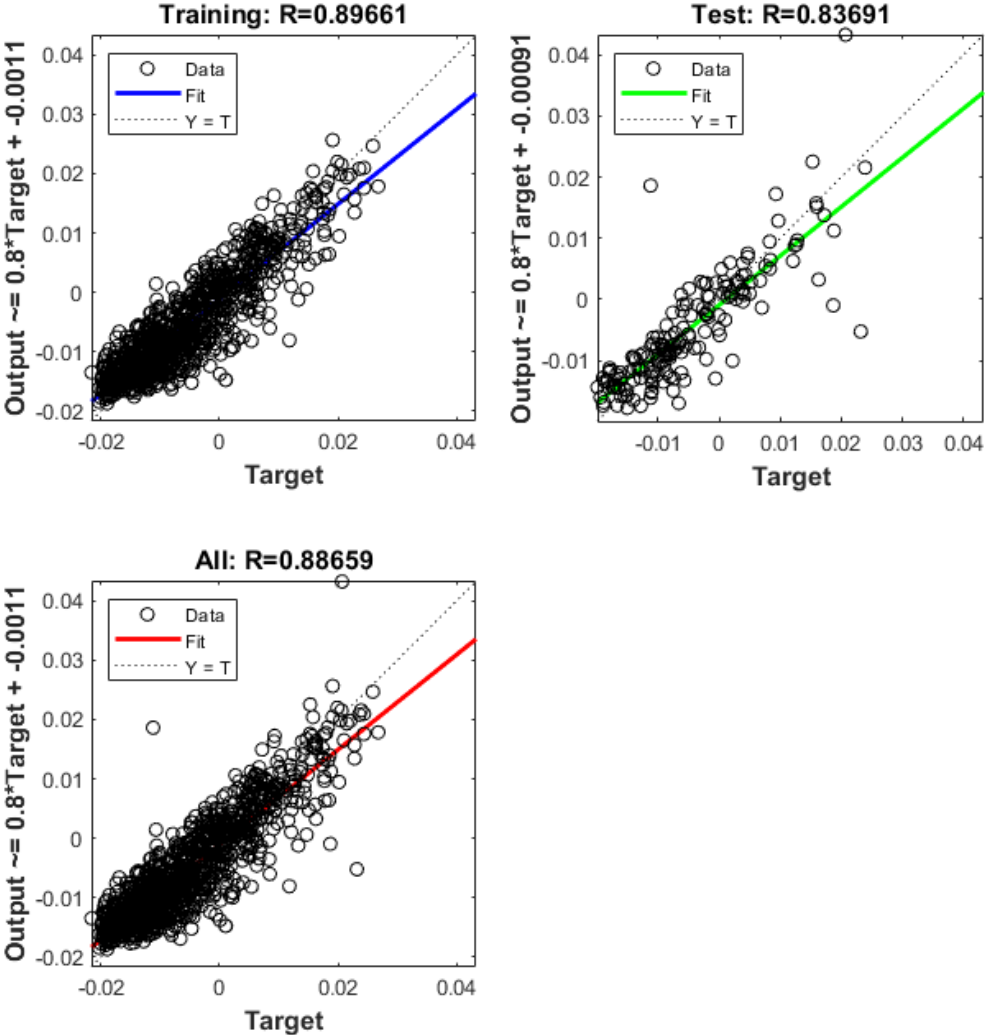 Training: R=0.89661
Output ~= 0.8*Target + -0.0011
0.04
0.03
0.02
0.01
0
-0.01
-0.02
Data
Fit
Y = T
-0.02 0 0.02 0.04
Target
Test: R=0.83691
Output ~= 0.8*Target + -0.00091
0.04
0.03
0.02
0.01
0
-0.01
Data
Fit
Y = T
-0.01 0 0.01 0.02 0.03 0.04
Target
All: R=0.88659
Output ~= 0.8*Target + -0.0011
0.04
0.03
0.02
0.01
0
-0.01
-0.02
Data
Fit
Y = T
-0.02 0 0.02 0.04
Target